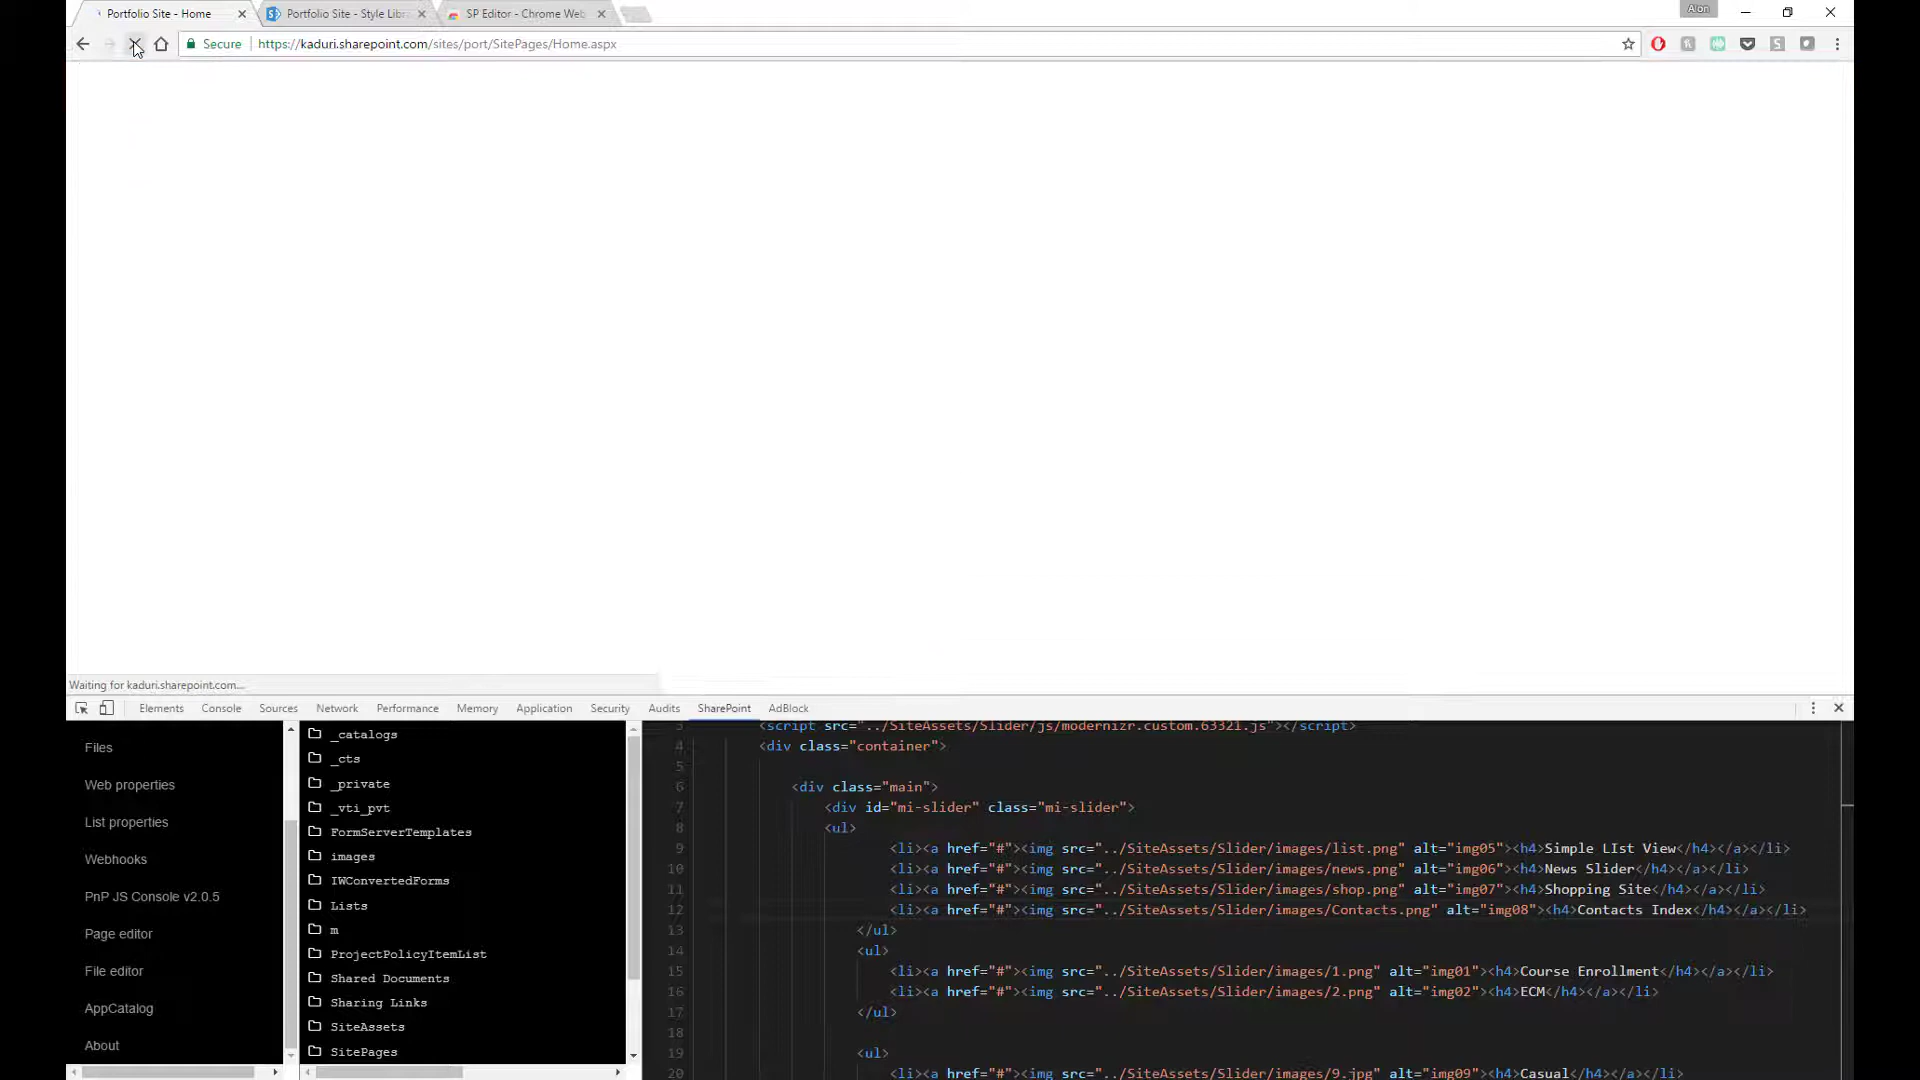 Portfolio Site - Home
Portfolio Site - Style Libr
SP Editor - Chrome Web
Alon
Secure
https://kaduri.sharepoint.com/sites/port/SitePages/Home.aspx
Waiting for kaduri.sharepoint.com...
Elements Console Sources Network Performance Memory Application Security Audits SharePoint AdBlock
Files
Web properties
List properties
Webhooks
PnP JS Console v2.0.5
Page editor
File editor
AppCatalog
About
_catalogs
_cts
_private
_vti_pvt
FormServerTemplates
images
IWConvertedForms
Lists
m
ProjectPolicyItemList
Shared Documents
Sharing Links
SiteAssets
SitePages
3 <script src="../SiteAssets/Slider/js/modernizr.custom.63321.js"></script>
4 <div class="container">
5
6 <div class="main">
7 <div id="mi-slider" class="mi-slider">
8 <ul>
9 <li><a href="#"><img src="../SiteAssets/Slider/images/list.png" alt="img05"><h4>Simple LIst View</h4></a></li>
10 <li><a href="#"><img src="../SiteAssets/Slider/images/news.png" alt="img06"><h4>News Slider</h4></a></li>
11 <li><a href="#"><img src="../SiteAssets/Slider/images/shop.png" alt="img07"><h4>Shopping Site</h4></a></li>
12 <li><a href="#"><img src="../SiteAssets/Slider/images/Contacts.png" alt="img08"><h4>Contacts Index</h4></a></li>
13 </ul>
14 <ul>
15 <li><a href="#"><img src="../SiteAssets/Slider/images/1.png" alt="img01"><h4>Course Enrollment</h4></a></li>
16 <li><a href="#"><img src="../SiteAssets/Slider/images/2.png" alt="img02"><h4>ECM</h4></a></li>
17 </ul>
18
19 <ul>
20 <li><a href="#"><img src="../SiteAssets/Slider/images/9.jpg" alt="img09"><h4>Casual</h4></a></li>